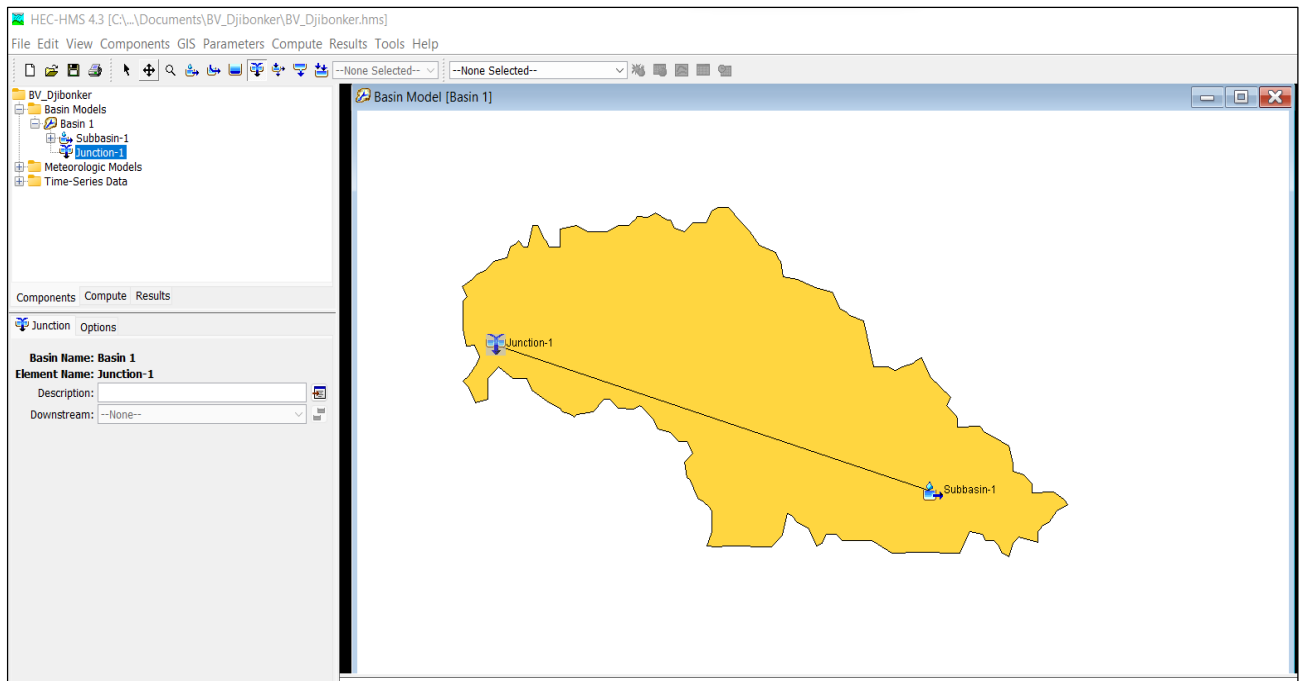 HEC-HMS 4.3 [C:\...\Documents\BV_Djibonker\BV_Djibonker.hms]
File Edit View Components GIS Parameters Compute Results Tools Help
--None Selected-- --None Selected--
BV_Djibonker
Basin Models
Basin 1
Subbasin-1
Junction-1
Meteorologic Models
Time-Series Data
Components Compute Results
Junction Options
Basin Name: Basin 1
Element Name: Junction-1
Description:
Downstream: --None--
Basin Model [Basin 1]
Junction-1
Subbasin-1